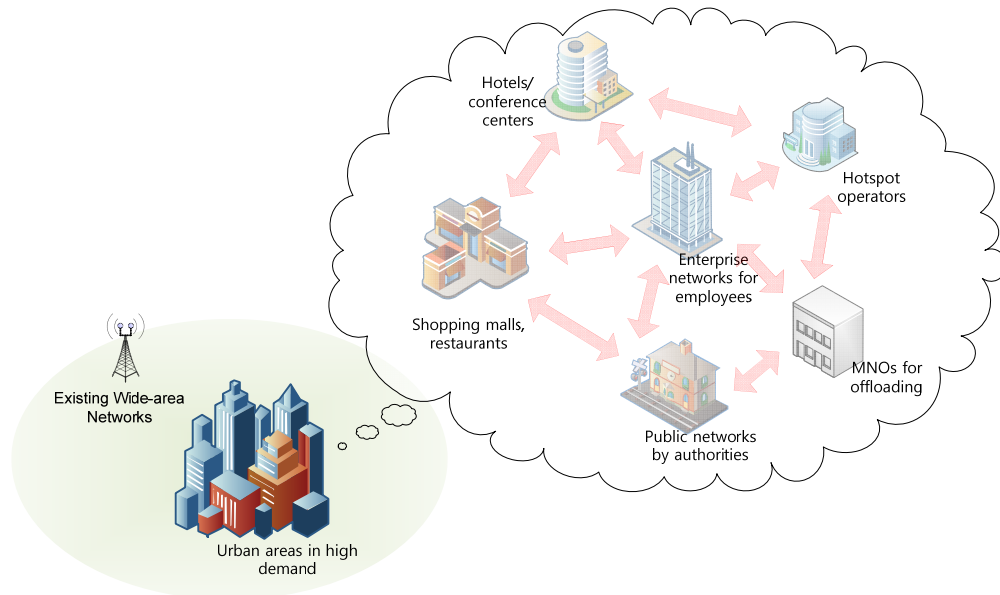 Hotels/
conference
centers
Hotspot
operators
Enterprise
networks for
employees
Shopping malls,
restaurants
MNOs for
offloading
Existing Wide-area
Networks
Public networks
by authorities
Urban areas in high
demand